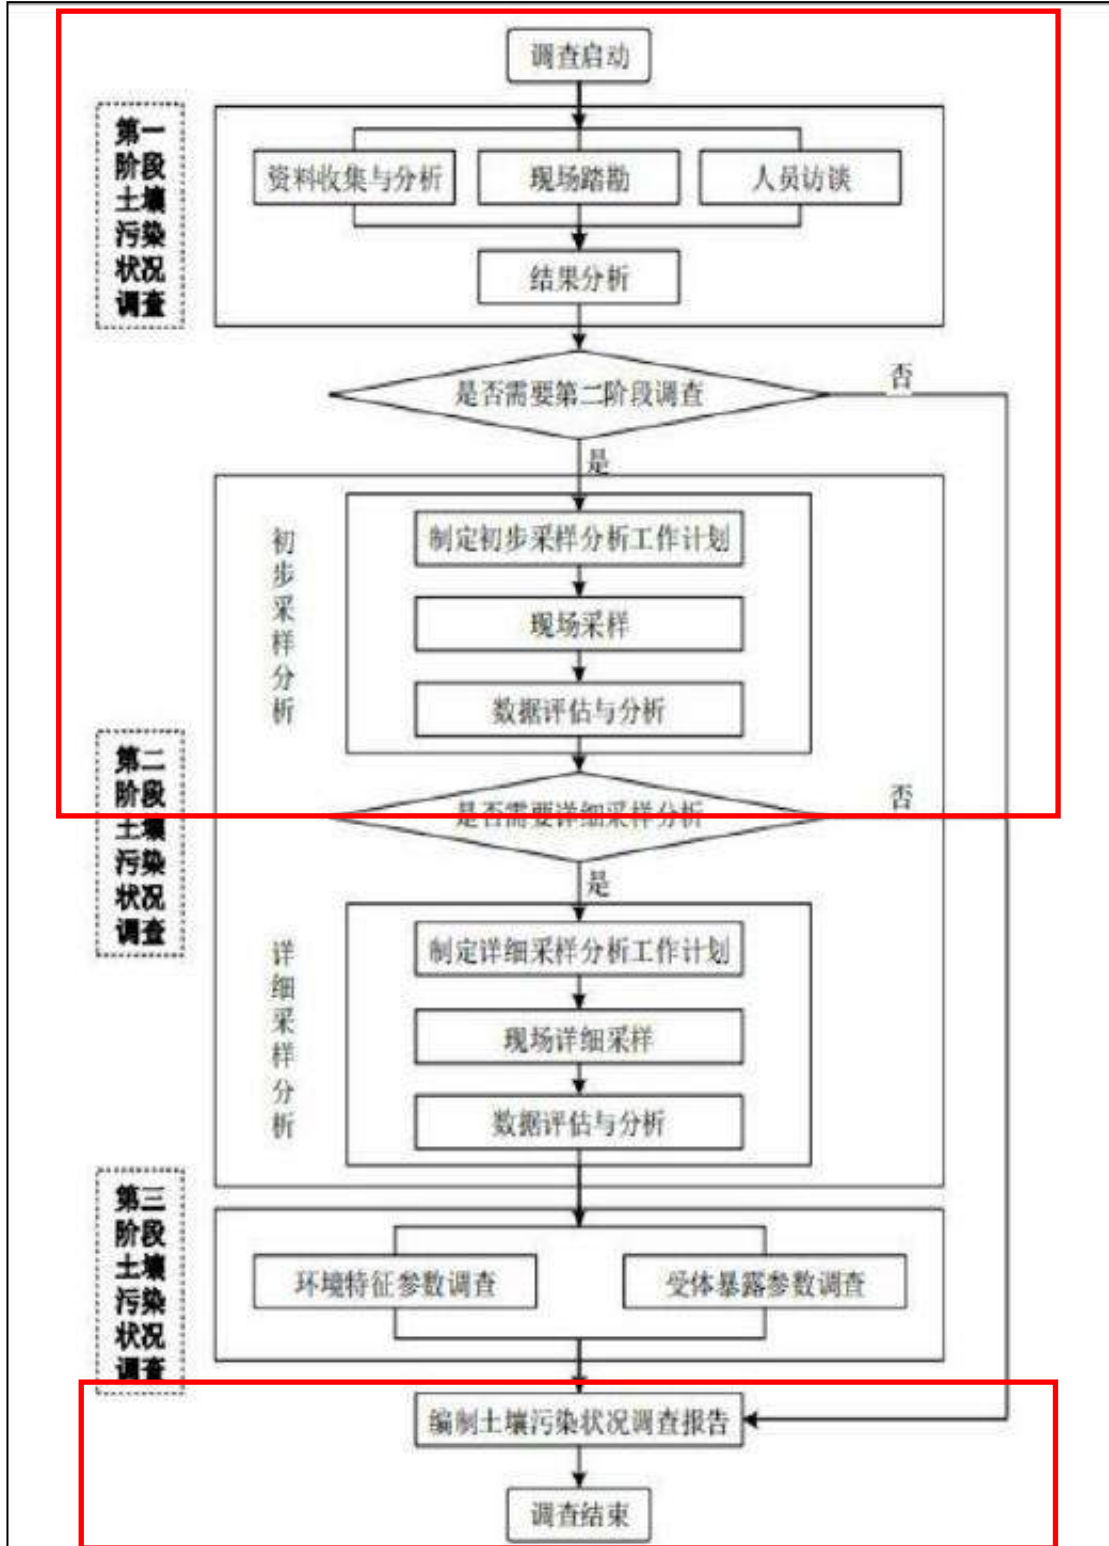 调查启动
第一
阶段
土壤
污染
状况
调查
资料收集与分析
现场踏勘
人员访谈
结果分析
是否需要第二阶段调查
否
是
初步采样分析
制定初步采样分析工作计划
现场采样
数据评估与分析
第二
阶段
土壤
污染
状况
调查
是否需要详细采样分析
否
是
详细采样分析
制定详细采样分析工作计划
现场详细采样
数据评估与分析
第三
阶段
土壤
污染
状况
调查
环境特征参数调查
受体暴露参数调查
编制土壤污染状况调查报告
调查结束